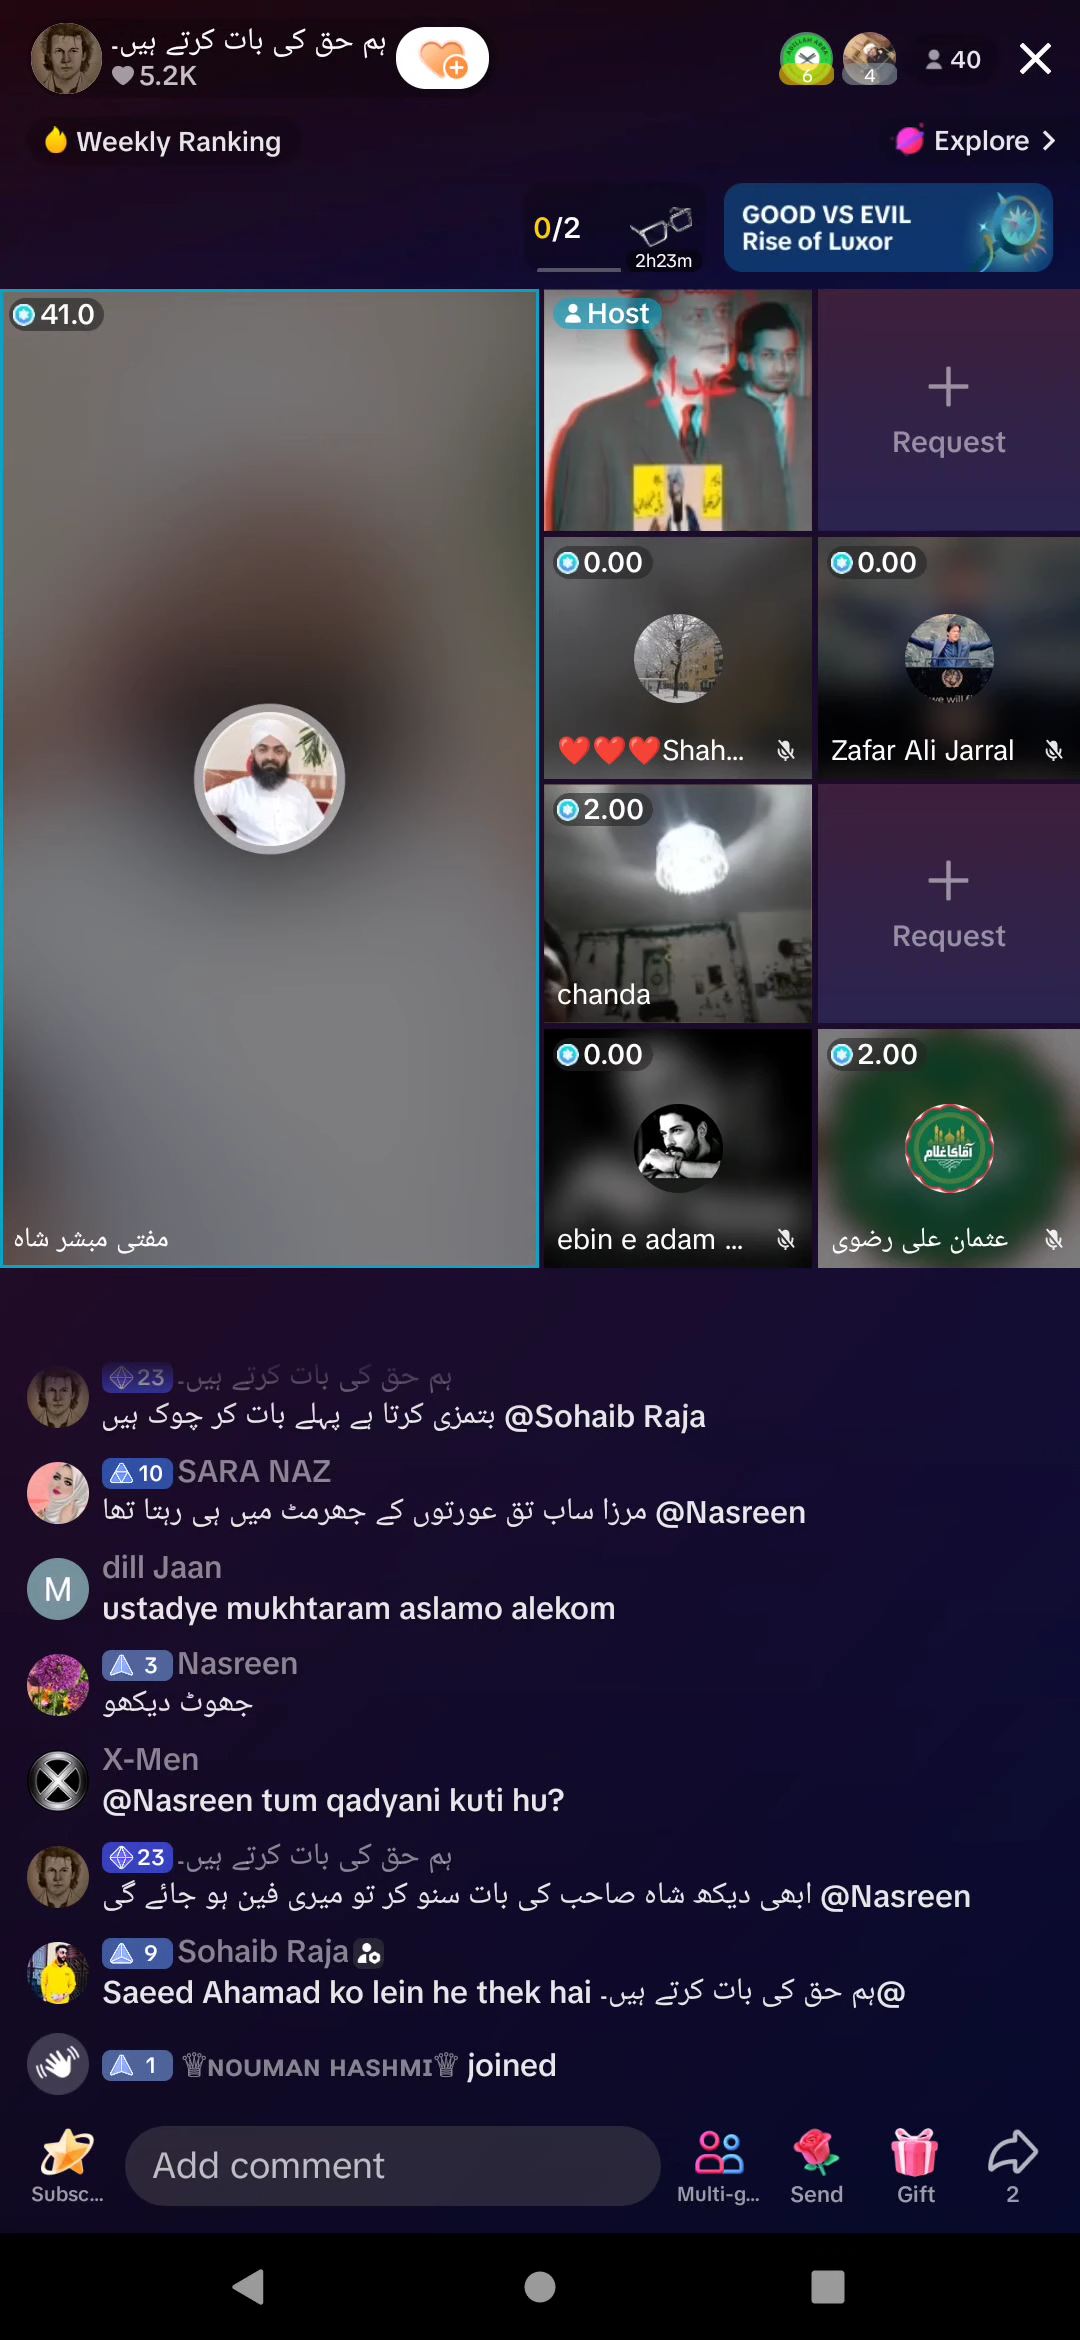 ہم حق کی بات کرتے ہیں۔
5.2K
6
4
40
Weekly Ranking
Explore
0/2
2h23m
GOOD VS EVIL
Rise of Luxor
41.0
مفتی مبشر شاہ
Host
غدار
Request
0.00
Shah...
0.00
Zafar Ali Jarral
2.00
chanda
Request
0.00
ebin e adam ...
2.00
آقا کا غلام
عثمان علی رضوی
23 ہم حق کی بات کرتے ہیں۔
@Sohaib Raja بتمزی کرتا ہے پہلے بات کر چوک ہیں
10 SARA NAZ
@Nasreen مرزا ساب تق عورتوں کے جھرمٹ میں ہی رہتا تھا
M
dill Jaan
ustadye mukhtaram aslamo alekom
3 Nasreen
جھوٹ دیکھو
X-Men
@Nasreen tum qadyani kuti hu?
23 ہم حق کی بات کرتے ہیں۔
@Nasreen ابھی دیکھ شاہ صاحب کی بات سنو کر تو میری فین ہو جائے گی
9 Sohaib Raja
Saeed Ahamad ko lein he thek hai @ہم حق کی بات کرتے ہیں۔
1 ♕NOUMAN HASHMI♕ joined
Add comment
Subsc...
Multi-g...
Send
Gift
2